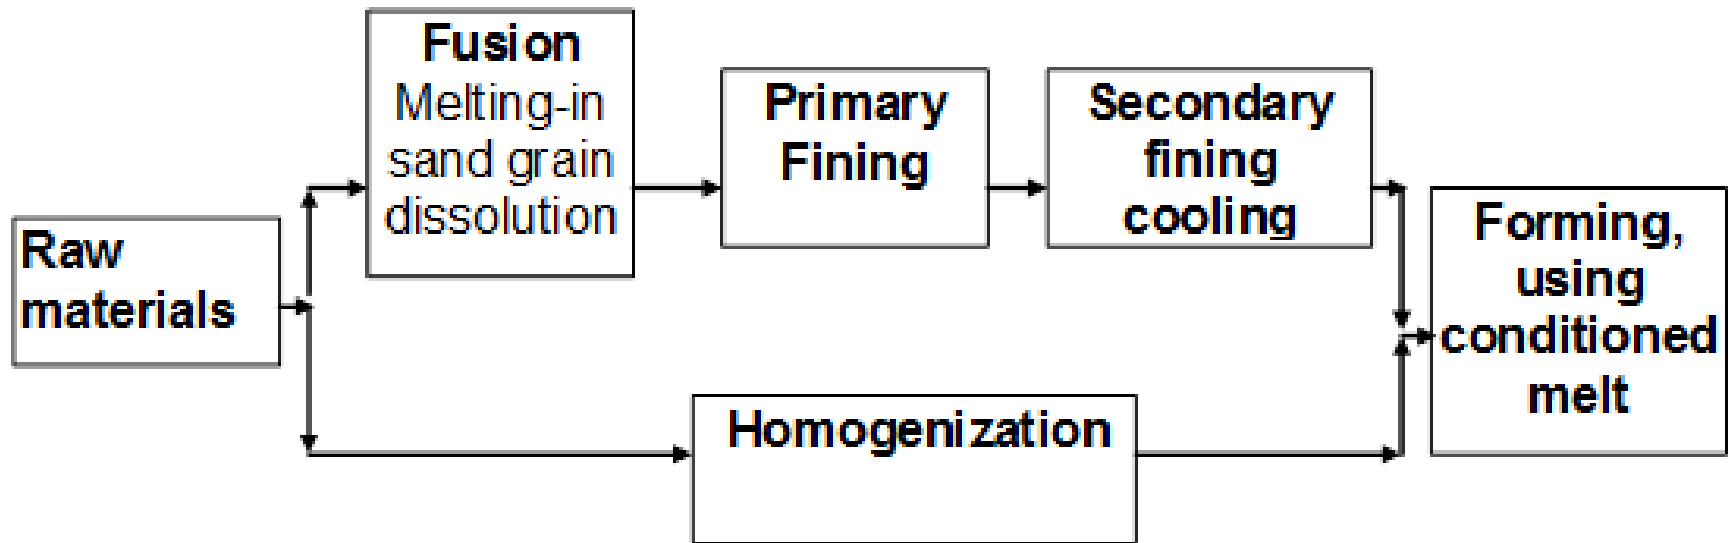 Raw
materials
Fusion
Melting-in
sand grain
dissolution
Primary
Fining
Secondary
fining
cooling
Homogenization
Forming,
using
conditioned
melt